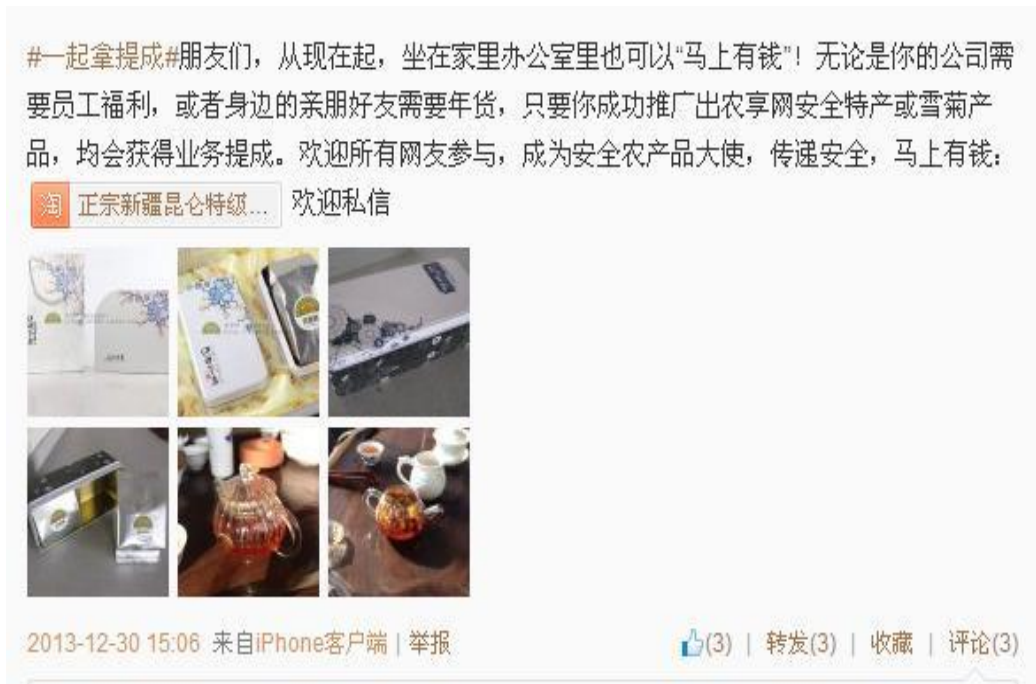 #一起拿提成#朋友们，从现在起，坐在家里办公室里也可以“马上有钱”！无论是你的公司需
要员工福利，或者身边的亲朋好友需要年货，只要你成功推广出农享网安全特产或雪菊产
品，均会获得业务提成。欢迎所有网友参与，成为安全农产品大使，传递安全，马上有钱：
淘 正宗新疆昆仑特级... 欢迎私信
2013-12-30 15:06 来自iPhone客户端 | 举报 (3) | 转发(3) | 收藏 | 评论(3)